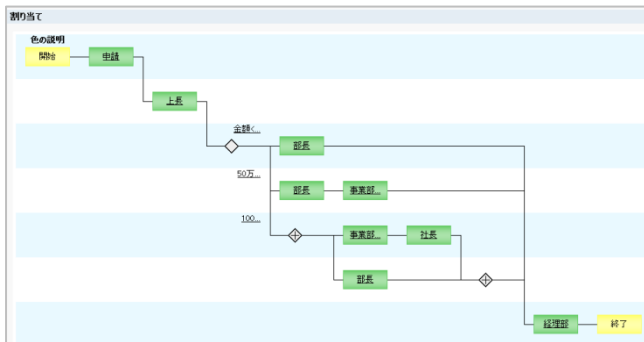 割り当て
色の説明
開始
申請
上長
金額<...
部長
50万...
部長
事業部...
100...
事業部...
社長
部長
経理部
終了